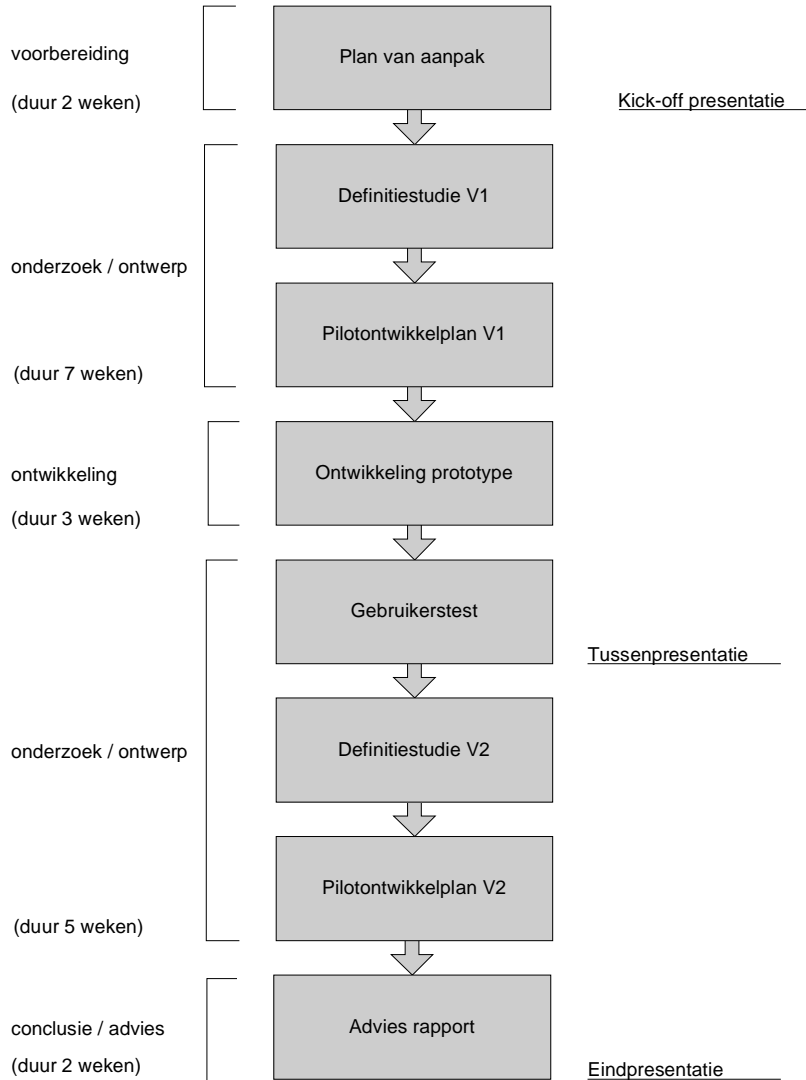 voorbereiding
Plan van aanpak
(duur 2 weken)
Kick-off presentatie
Definitiestudie V1
onderzoek / ontwerp
Pilotontwikkelplan V1
(duur 7 weken)
ontwikkeling
Ontwikkeling prototype
(duur 3 weken)
Gebruikerstest
Tussenpresentatie
onderzoek / ontwerp
Definitiestudie V2
Pilotontwikkelplan V2
(duur 5 weken)
conclusie / advies
Advies rapport
(duur 2 weken)
Eindpresentatie